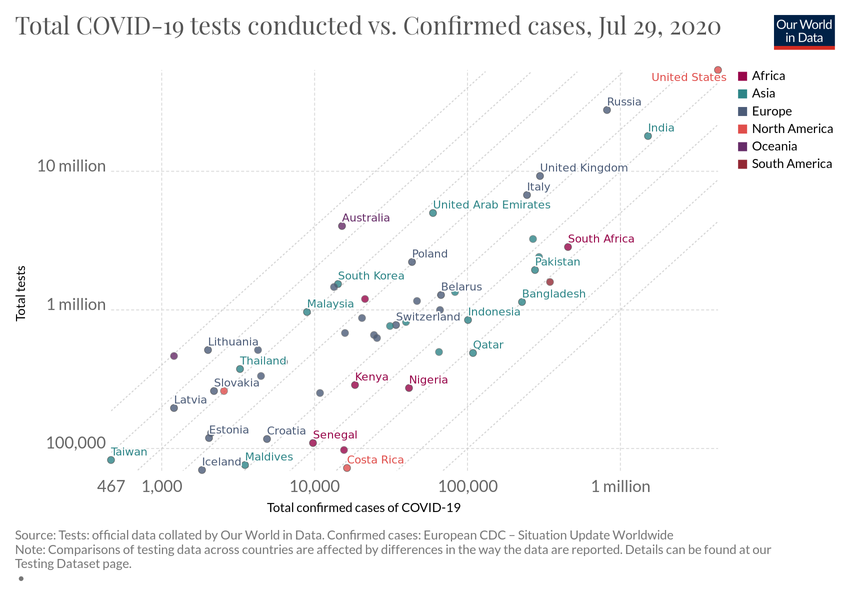 Total COVID-19 tests conducted vs. Confirmed cases, Jul 29, 2020
Our World
in Data
United States
Africa
Asia
Europe
North America
Oceania
South America
Russia
India
10 million
United Kingdom
Italy
United Arab Emirates
Australia
South Africa
Poland
Pakistan
South Korea
Belarus
Bangladesh
Total tests
1 million
Malaysia
Switzerland
Indonesia
Lithuania
Qatar
Thailand
Slovakia
Kenya
Nigeria
Latvia
Estonia
Croatia
Senegal
100,000
Taiwan
Iceland
Maldives
Costa Rica
467
1,000
10,000
100,000
1 million
Total confirmed cases of COVID-19
Source: Tests: official data collated by Our World in Data. Confirmed cases: European CDC – Situation Update Worldwide
Note: Comparisons of testing data across countries are affected by differences in the way the data are reported. Details can be found at our
Testing Dataset page.